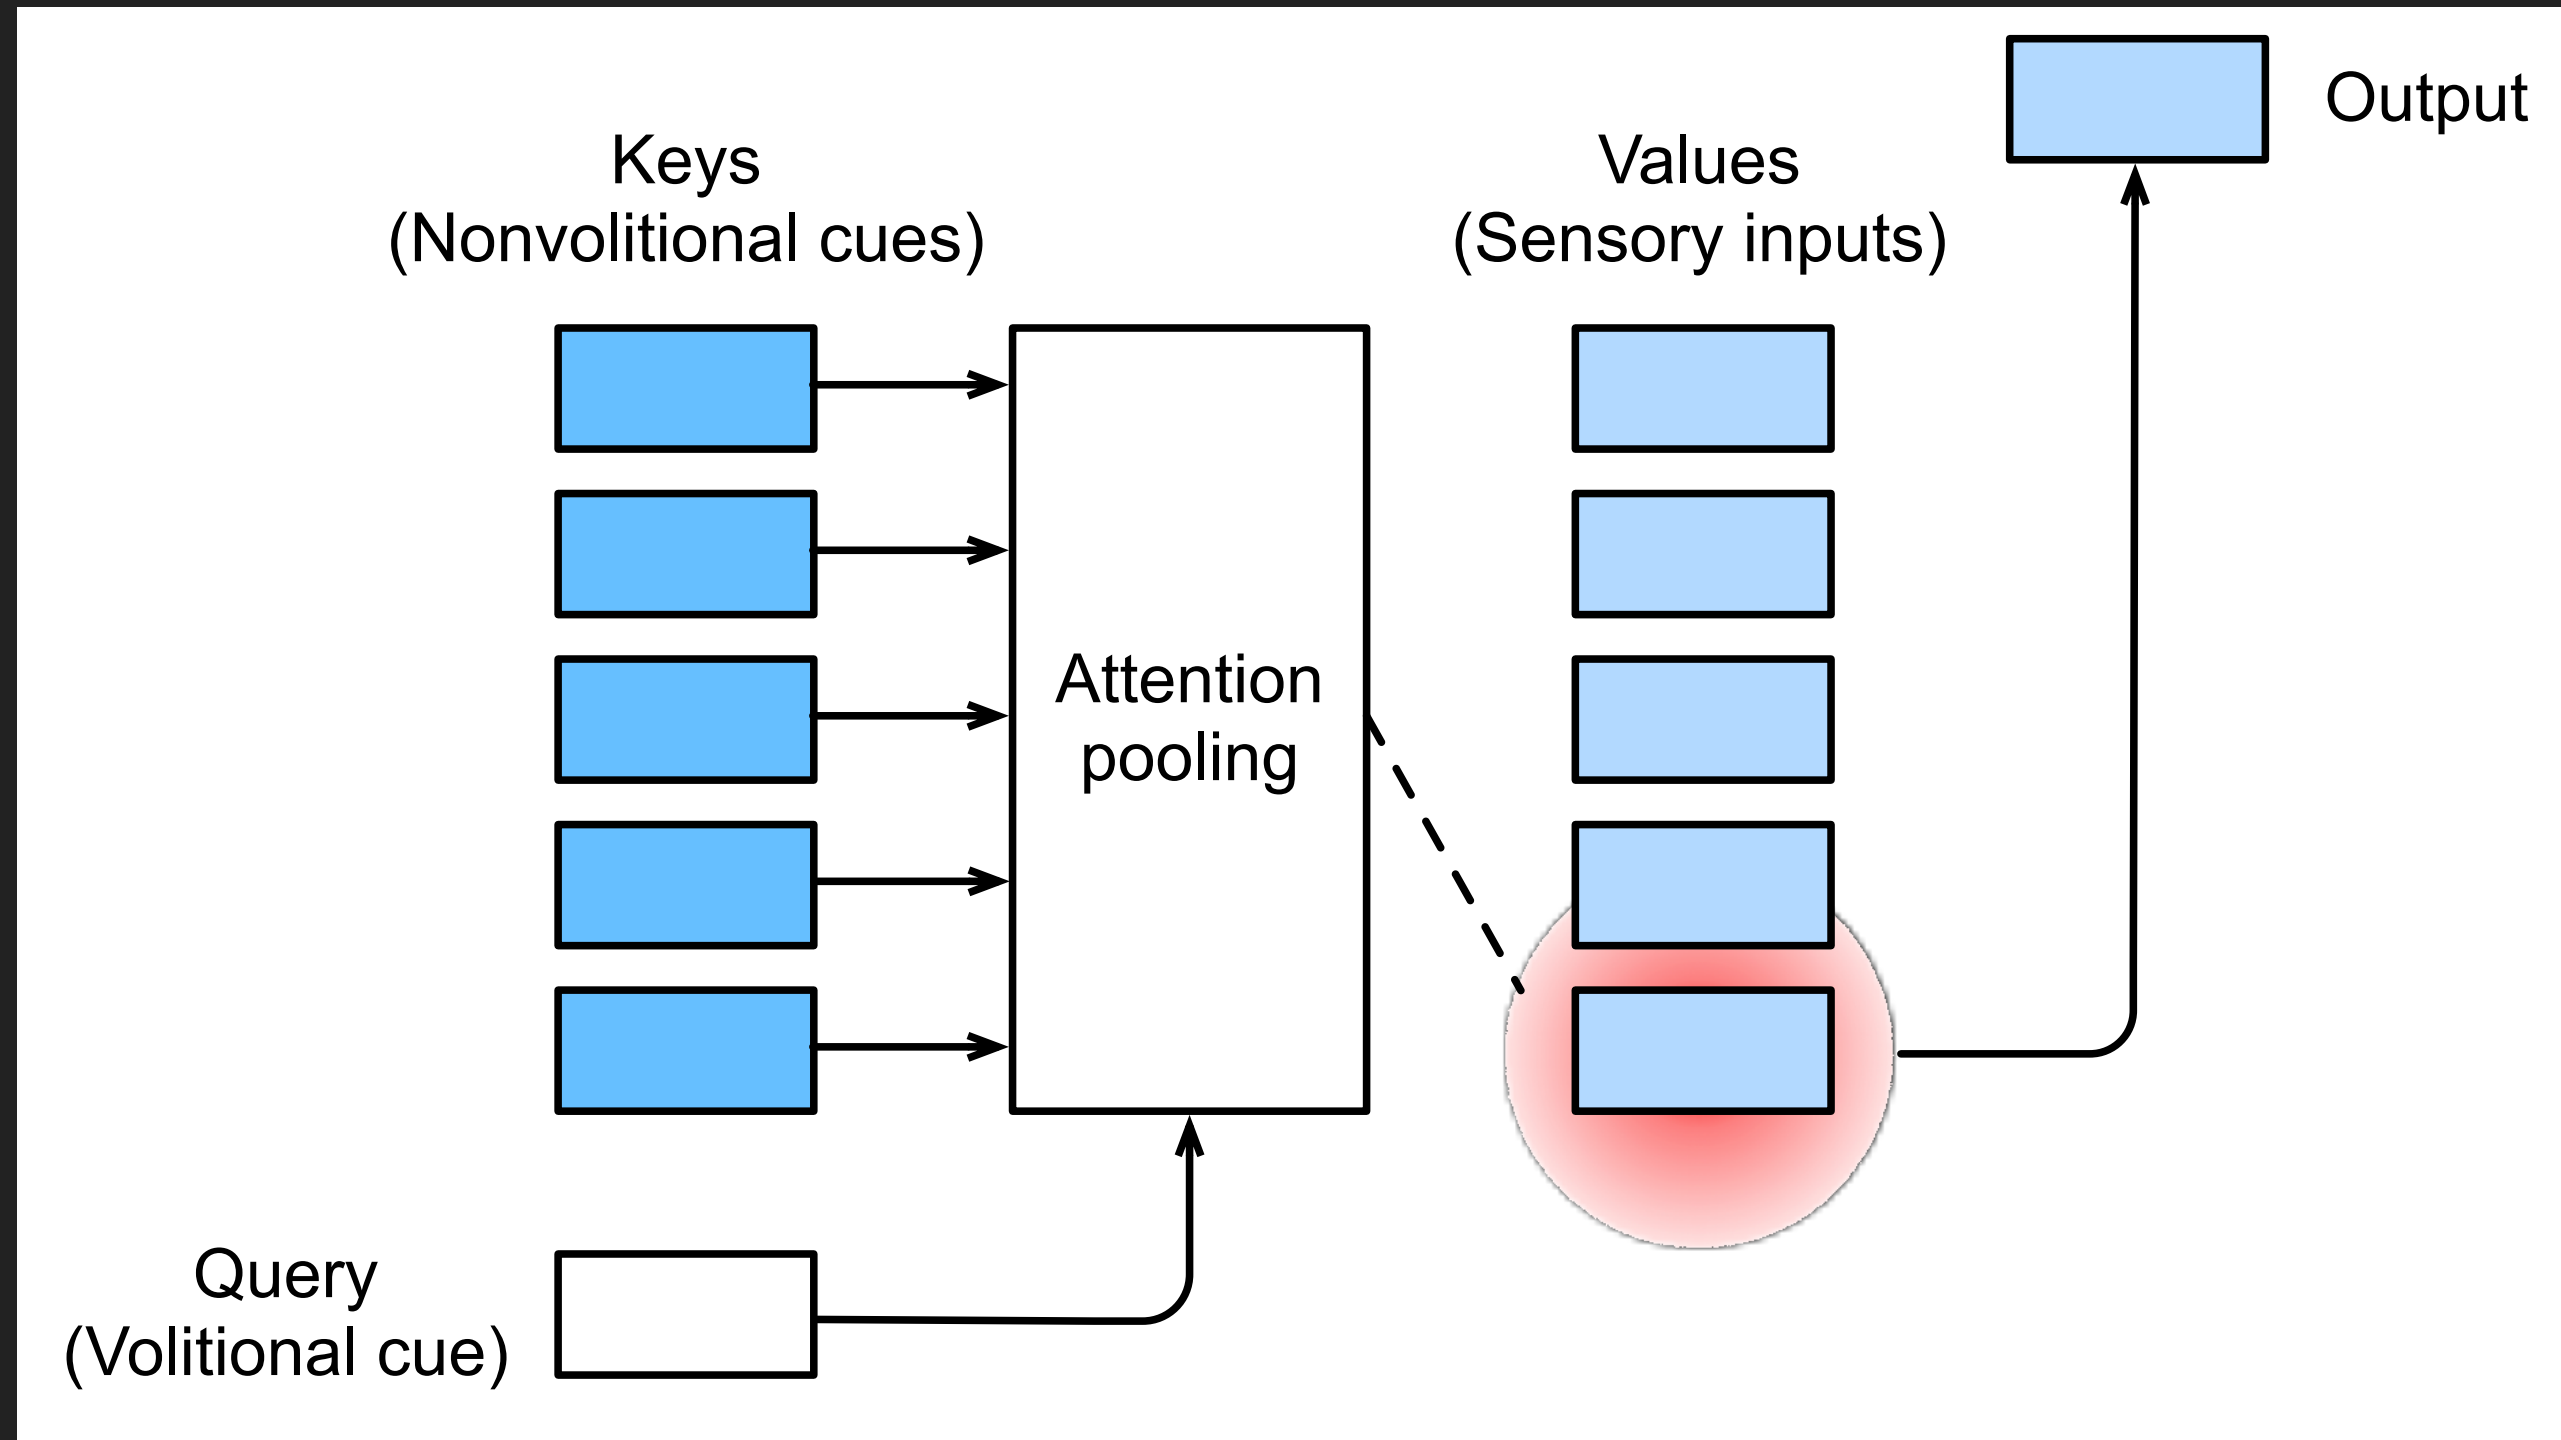 Output
Keys
(Nonvolitional cues)
Values
(Sensory inputs)
Attention
pooling
Query
(Volitional cue)